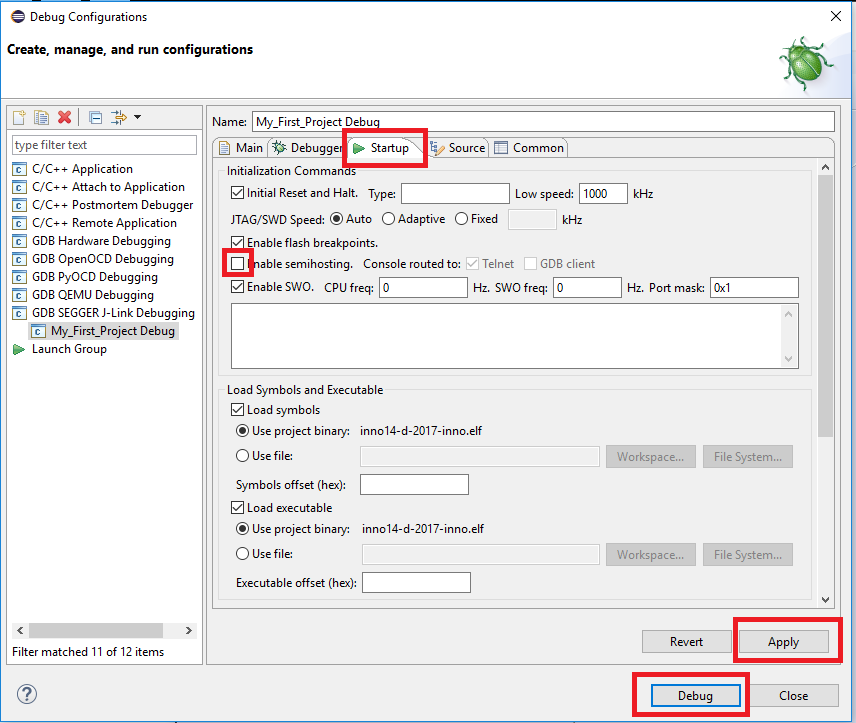 Debug Configurations
Create, manage, and run configurations
type filter text
C/C++ Application
C/C++ Attach to Application
C/C++ Postmortem Debugger
C/C++ Remote Application
GDB Hardware Debugging
GDB OpenOCD Debugging
GDB PyOCD Debugging
GDB QEMU Debugging
GDB SEGGER J-Link Debugging
My_First_Project Debug
Launch Group
Filter matched 11 of 12 items
Name: My_First_Project Debug
Main Debugger Startup Source Common
Initialization Commands
Initial Reset and Halt. Type: Low speed: 1000 kHz
JTAG/SWD Speed: Auto Adaptive Fixed kHz
Enable flash breakpoints.
Enable semihosting. Console routed to: Telnet GDB client
Enable SWO. CPU freq: 0 Hz. SWO freq: 0 Hz. Port mask: 0x1
Load Symbols and Executable
Load symbols
Use project binary: inno14-d-2017-inno.elf
Use file: Workspace... File System...
Symbols offset (hex):
Load executable
Use project binary: inno14-d-2017-inno.elf
Use file: Workspace... File System...
Executable offset (hex):
Revert Apply
? Debug Close